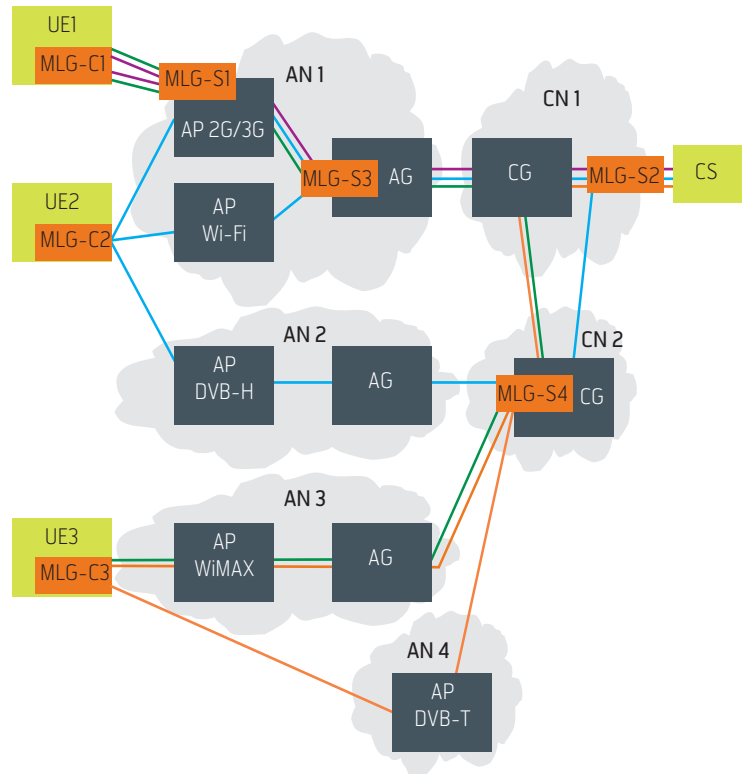 UE1
MLG-C1
MLG-S1
AN 1
AP 2G/3G
CN 1
MLG-S3
AG
CG
MLG-S2
CS
UE2
MLG-C2
AP
Wi-Fi
AN 2
AP
DVB-H
AG
CN 2
MLG-S4
CG
AN 3
UE3
MLG-C3
AP
WiMAX
AG
AN 4
AP
DVB-T